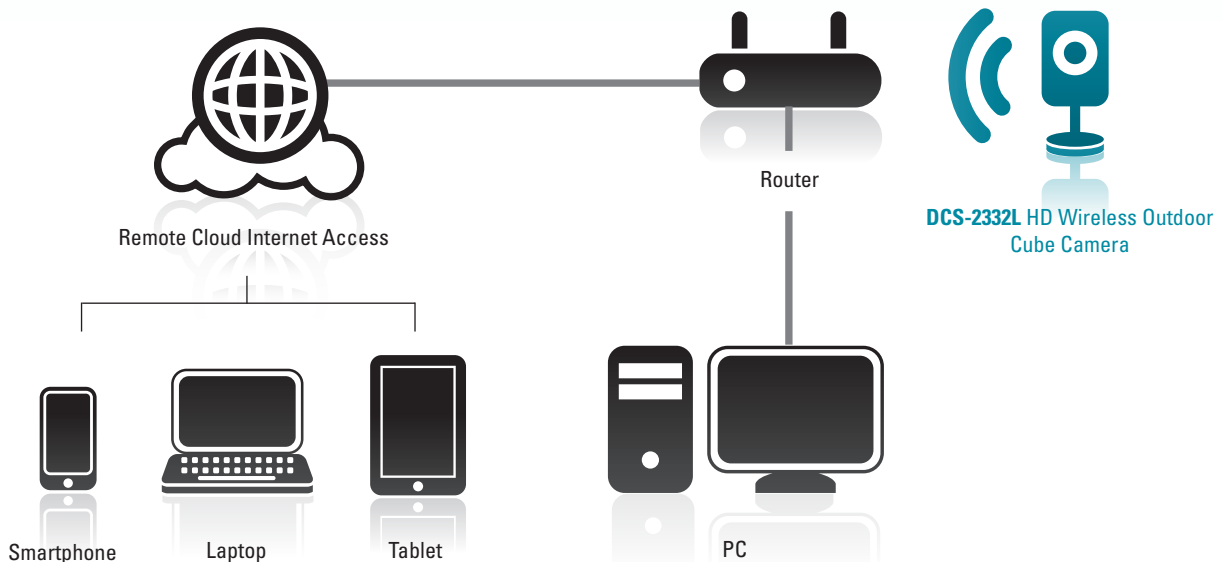 Router
DCS-2332L HD Wireless Outdoor
Cube Camera
Remote Cloud Internet Access
Smartphone
Laptop
Tablet
PC